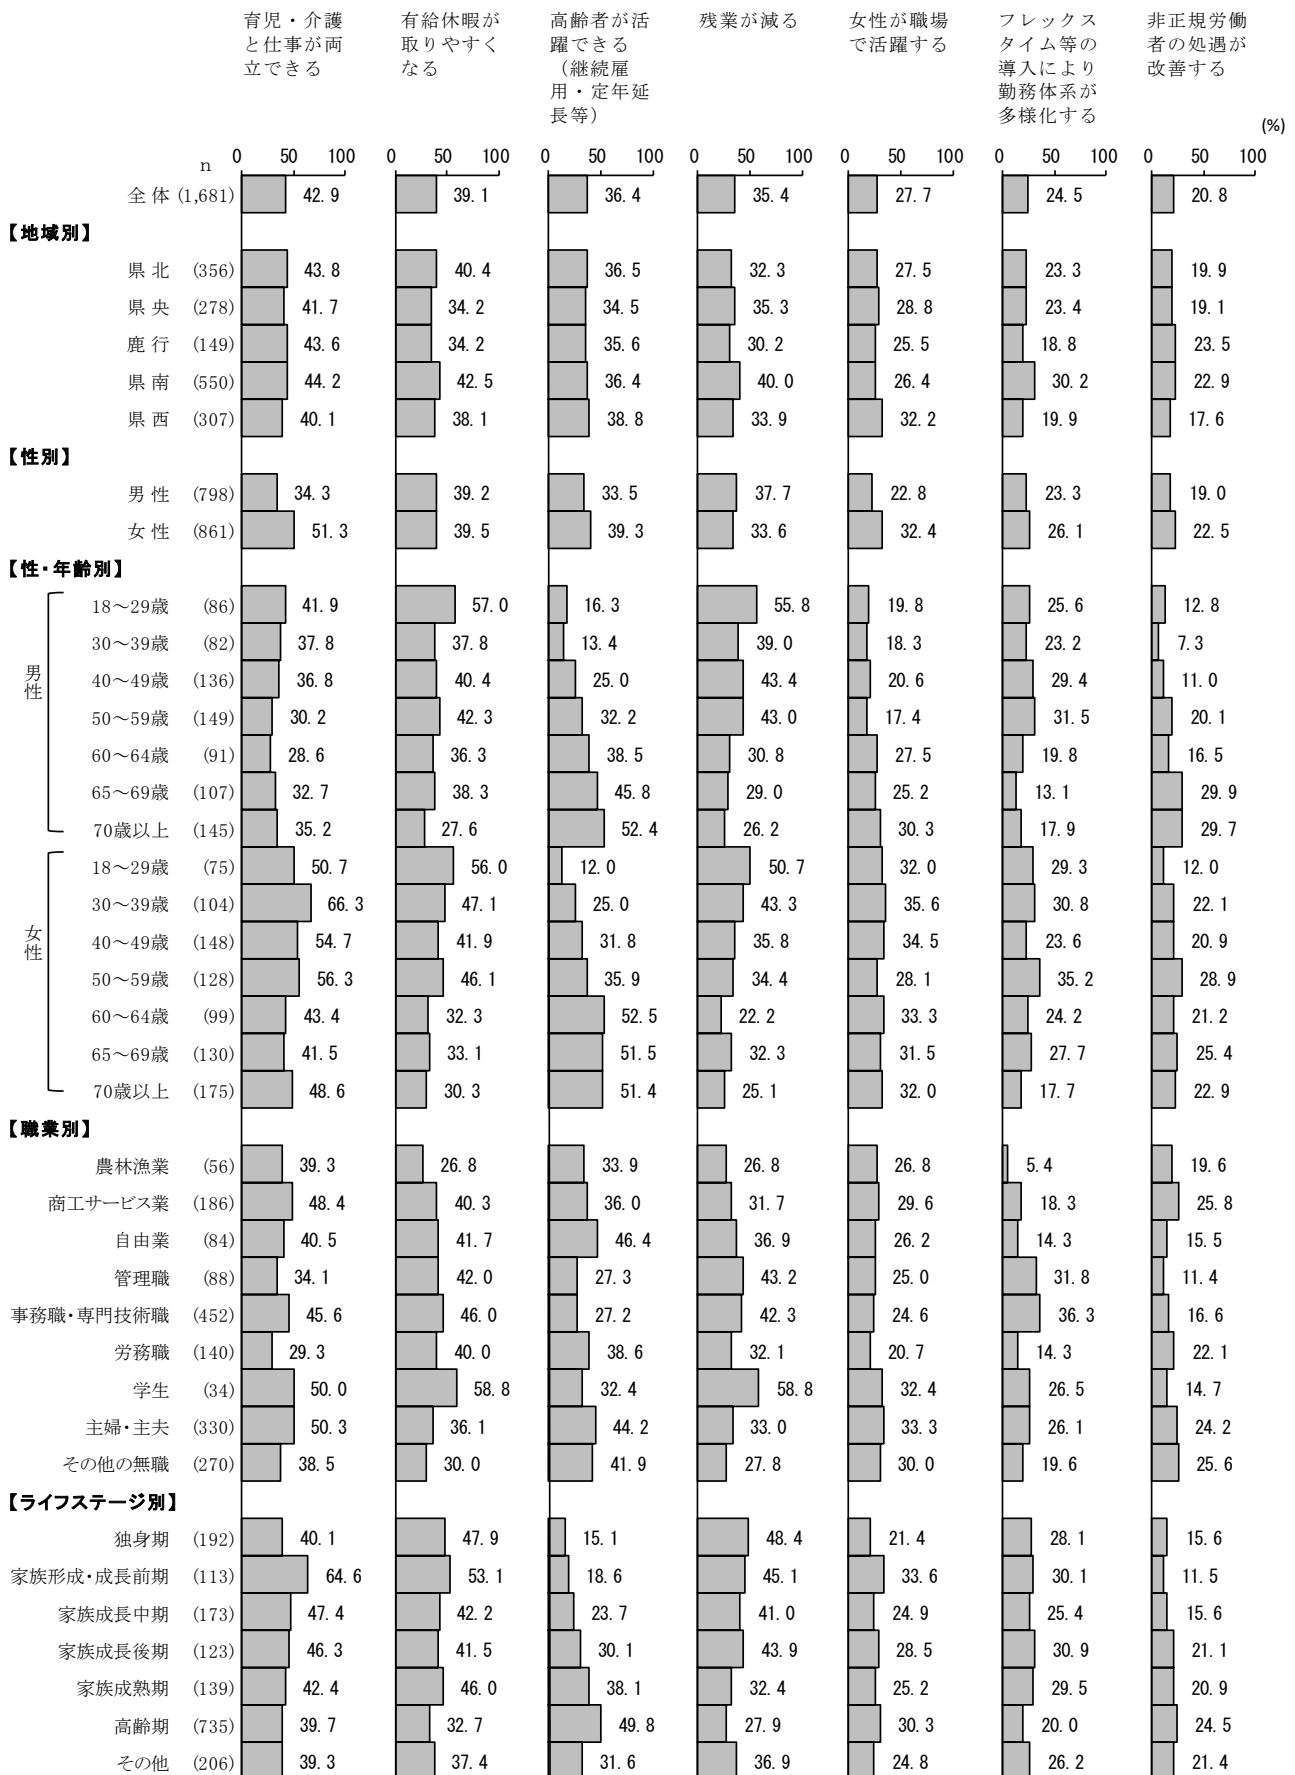 育児・介護
と仕事が両
立できる
有給休暇が
取りやすく
なる
高齢者が活
躍できる
（継続雇
用・定年延
長等）
残業が減る
女性が職場
で活躍する
フレックス
タイム等の
導入により
勤務体系が
多様化する
非正規労働
者の処遇が
改善する
(%)
n 0 50 100 0 50 100 0 50 100 0 50 100 0 50 100 0 50 100 0 50 100
全 体 (1,681) 42.9 39.1 36.4 35.4 27.7 24.5 20.8
【地域別】
県 北 (356) 43.8 40.4 36.5 32.3 27.5 23.3 19.9
県 央 (278) 41.7 34.2 34.5 35.3 28.8 23.4 19.1
鹿 行 (149) 43.6 34.2 35.6 30.2 25.5 18.8 23.5
県 南 (550) 44.2 42.5 36.4 40.0 26.4 30.2 22.9
県 西 (307) 40.1 38.1 38.8 33.9 32.2 19.9 17.6
【性別】
男 性 (798) 34.3 39.2 33.5 37.7 22.8 23.3 19.0
女 性 (861) 51.3 39.5 39.3 33.6 32.4 26.1 22.5
【性・年齢別】
男性
18～29歳 (86) 41.9 57.0 16.3 55.8 19.8 25.6 12.8
30～39歳 (82) 37.8 37.8 13.4 39.0 18.3 23.2 7.3
40～49歳 (136) 36.8 40.4 25.0 43.4 20.6 29.4 11.0
50～59歳 (149) 30.2 42.3 32.2 43.0 17.4 31.5 20.1
60～64歳 (91) 28.6 36.3 38.5 30.8 27.5 19.8 16.5
65～69歳 (107) 32.7 38.3 45.8 29.0 25.2 13.1 29.9
70歳以上 (145) 35.2 27.6 52.4 26.2 30.3 17.9 29.7
女性
18～29歳 (75) 50.7 56.0 12.0 50.7 32.0 29.3 12.0
30～39歳 (104) 66.3 47.1 25.0 43.3 35.6 30.8 22.1
40～49歳 (148) 54.7 41.9 31.8 35.8 34.5 23.6 20.9
50～59歳 (128) 56.3 46.1 35.9 34.4 28.1 35.2 28.9
60～64歳 (99) 43.4 32.3 52.5 22.2 33.3 24.2 21.2
65～69歳 (130) 41.5 33.1 51.5 32.3 31.5 27.7 25.4
70歳以上 (175) 48.6 30.3 51.4 25.1 32.0 17.7 22.9
【職業別】
農林漁業 (56) 39.3 26.8 33.9 26.8 26.8 5.4 19.6
商工サービス業 (186) 48.4 40.3 36.0 31.7 29.6 18.3 25.8
自由業 (84) 40.5 41.7 46.4 36.9 26.2 14.3 15.5
管理職 (88) 34.1 42.0 27.3 43.2 25.0 31.8 11.4
事務職・専門技術職 (452) 45.6 46.0 27.2 42.3 24.6 36.3 16.6
労務職 (140) 29.3 40.0 38.6 32.1 20.7 14.3 22.1
学生 (34) 50.0 58.8 32.4 58.8 32.4 26.5 14.7
主婦・主夫 (330) 50.3 36.1 44.2 33.0 33.3 26.1 24.2
その他の無職 (270) 38.5 30.0 41.9 27.8 30.0 19.6 25.6
【ライフステージ別】
独身期 (192) 40.1 47.9 15.1 48.4 21.4 28.1 15.6
家族形成・成長前期 (113) 64.6 53.1 18.6 45.1 33.6 30.1 11.5
家族成長中期 (173) 47.4 42.2 23.7 41.0 24.9 25.4 15.6
家族成長後期 (123) 46.3 41.5 30.1 43.9 28.5 30.9 21.1
家族成熟期 (139) 42.4 46.0 38.1 32.4 25.2 29.5 20.9
高齢期 (735) 39.7 32.7 49.8 27.9 30.3 20.0 24.5
その他 (206) 39.3 37.4 31.6 36.9 24.8 26.2 21.4